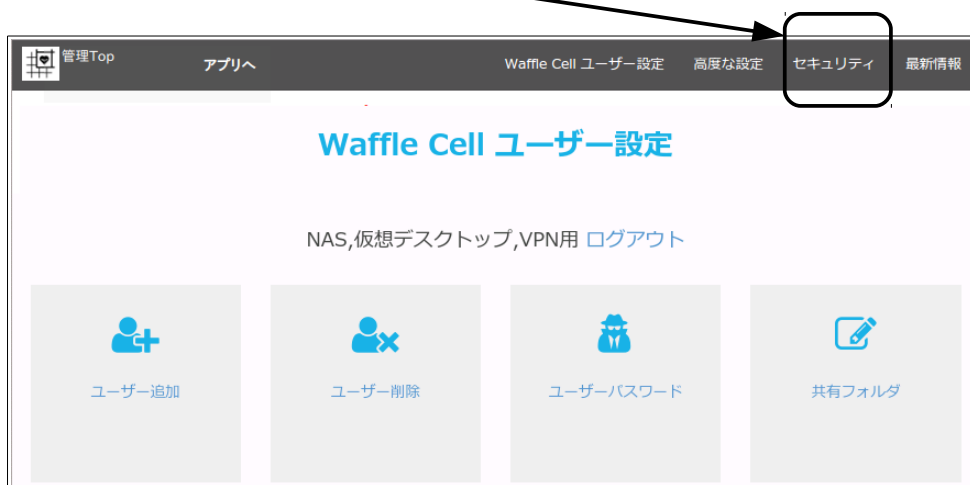 管理Top
アプリへ
Waffle Cell ユーザー設定
高度な設定
セキュリティ
最新情報
Waffle Cell ユーザー設定
NAS,仮想デスクトップ,VPN用 ログアウト
ユーザー追加
ユーザー削除
ユーザーパスワード
共有フォルダ